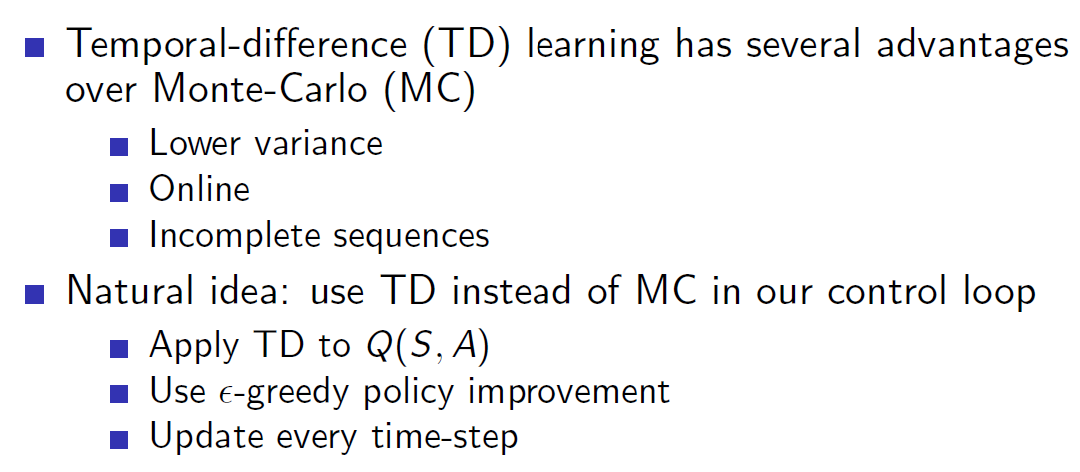 Temporal-difference (TD) learning has several advantages
over Monte-Carlo (MC)
Lower variance
Online
Incomplete sequences
Natural idea: use TD instead of MC in our control loop
Apply TD to Q(S, A)
Use ϵ-greedy policy improvement
Update every time-step